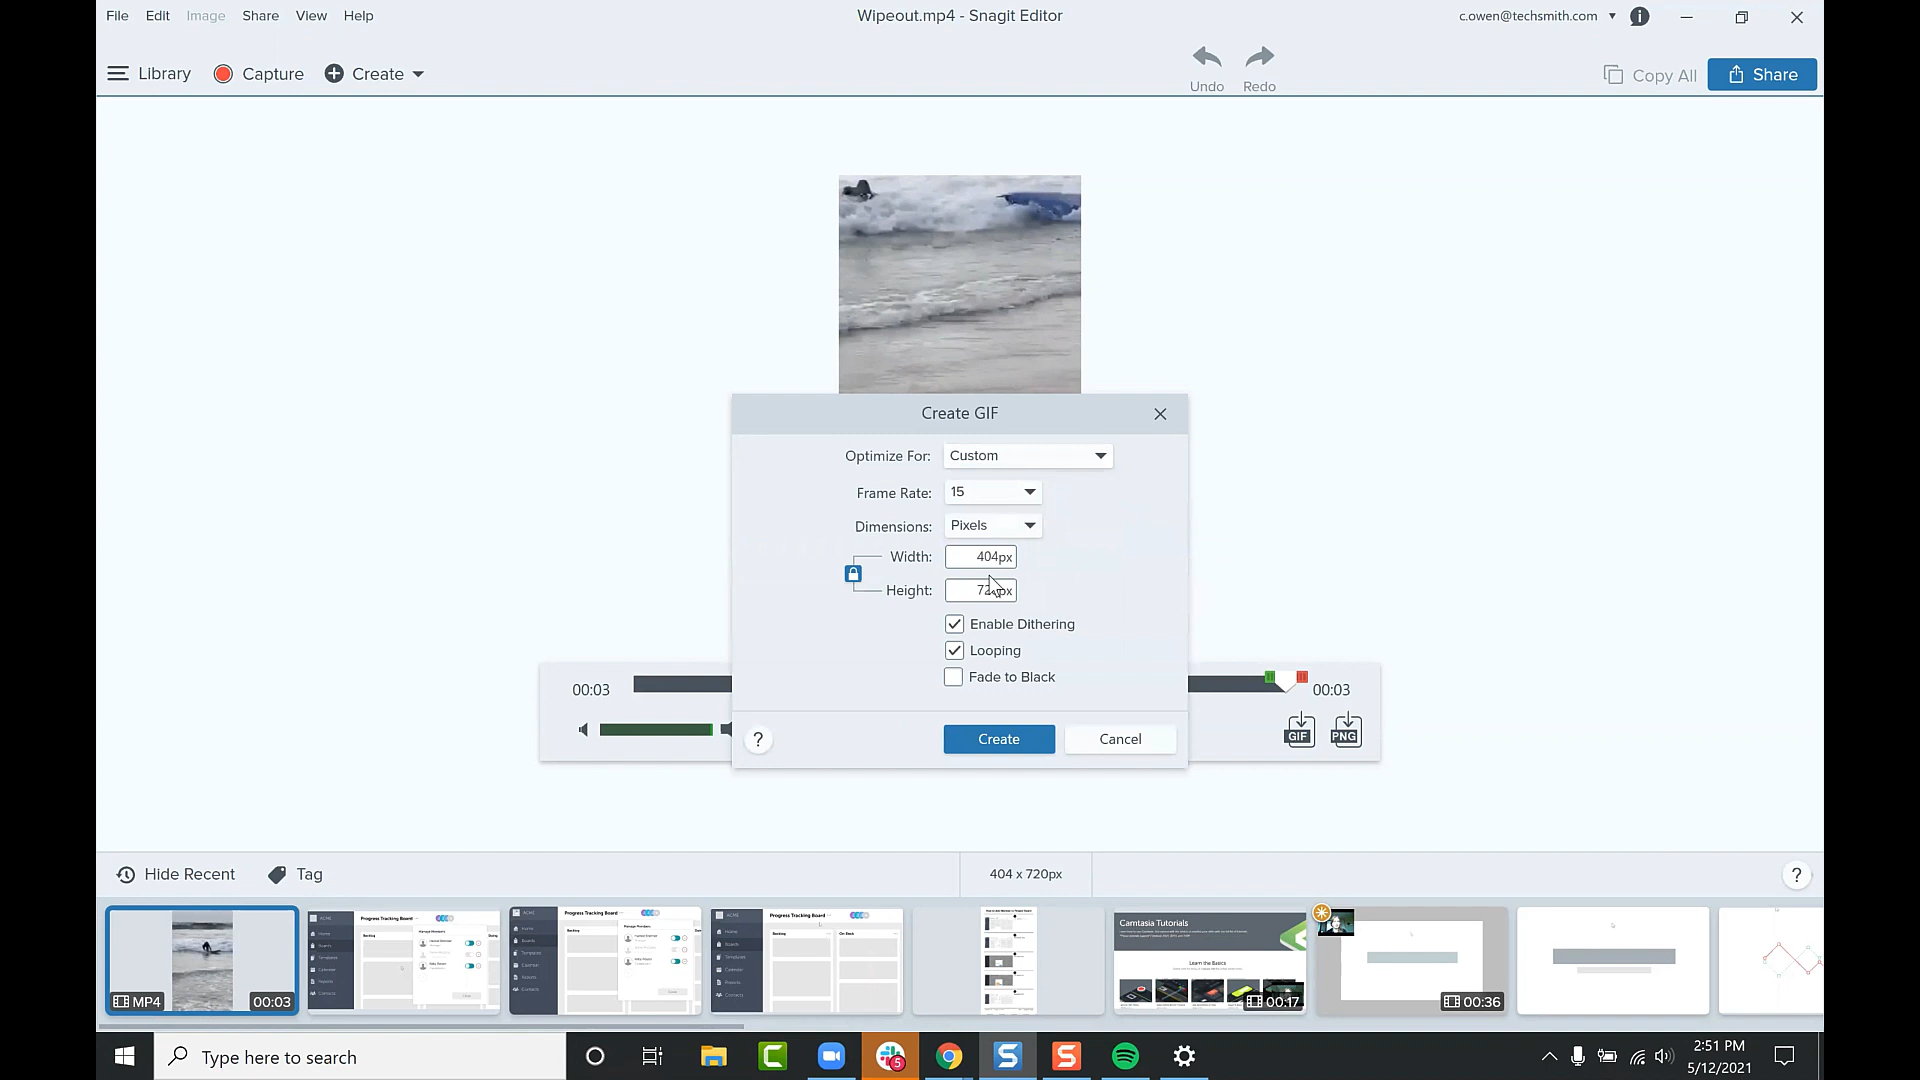 File Edit Image Share View Help
Wipeout.mp4 - Snagit Editor
c.owen@techsmith.com
Library Capture Create
Undo Redo
Copy All Share
Create GIF
Optimize For: Custom
Frame Rate: 15
Dimensions: Pixels
Width: 404px
Height:
Enable Dithering
Looping
Fade to Black
? Create Cancel
00:03
00:03
GIF PNG
Hide Recent Tag
404 x 720px
?
MP4 00:03
Progress Tracking Board
Progress Tracking Board
Progress Tracking Board
Camtasia Tutorials
Learn the Basics
00:17
00:36
Type here to search
5
2:51 PM
5/12/2021